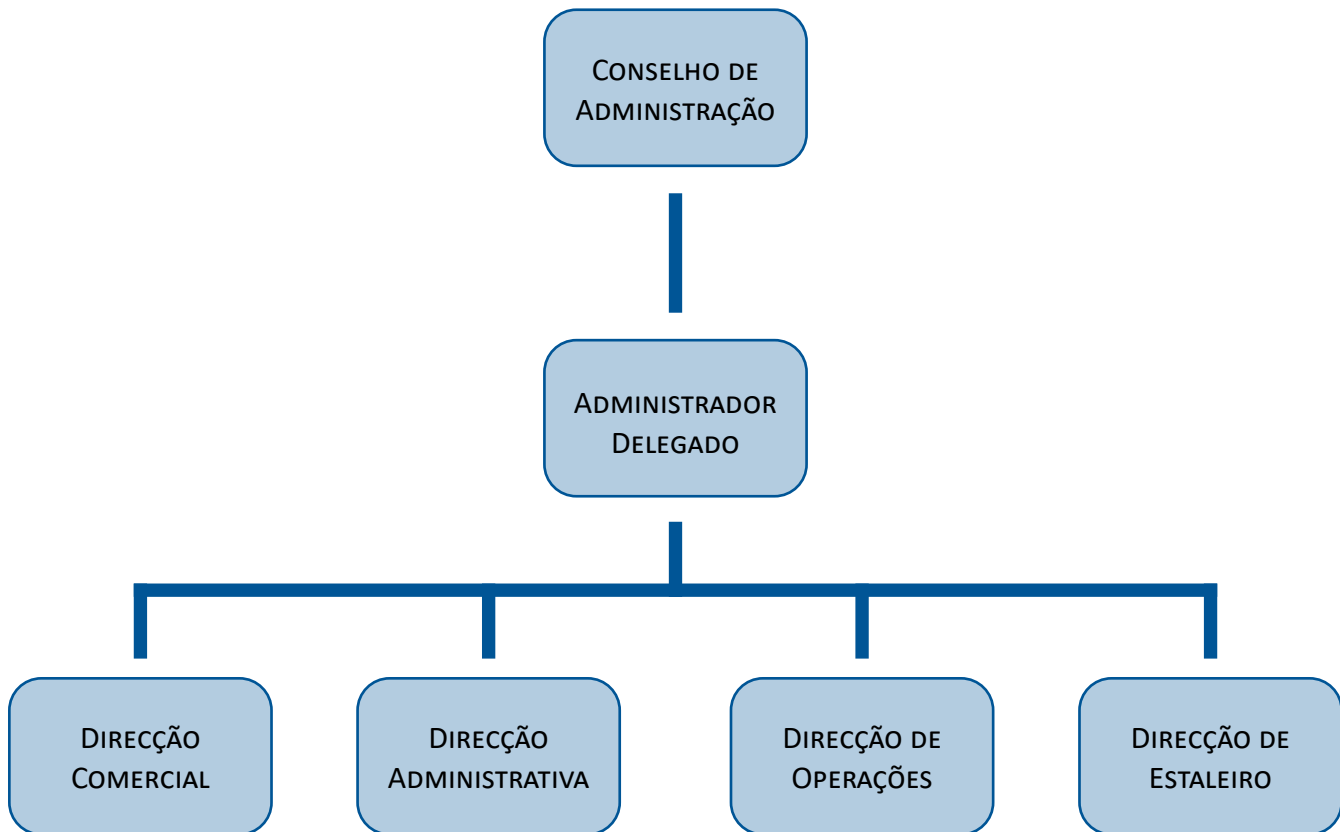 Conselho de
Administração
Administrador
Delegado
Direcção
Comercial
Direcção
Administrativa
Direcção de
Operações
Direcção de
Estaleiro